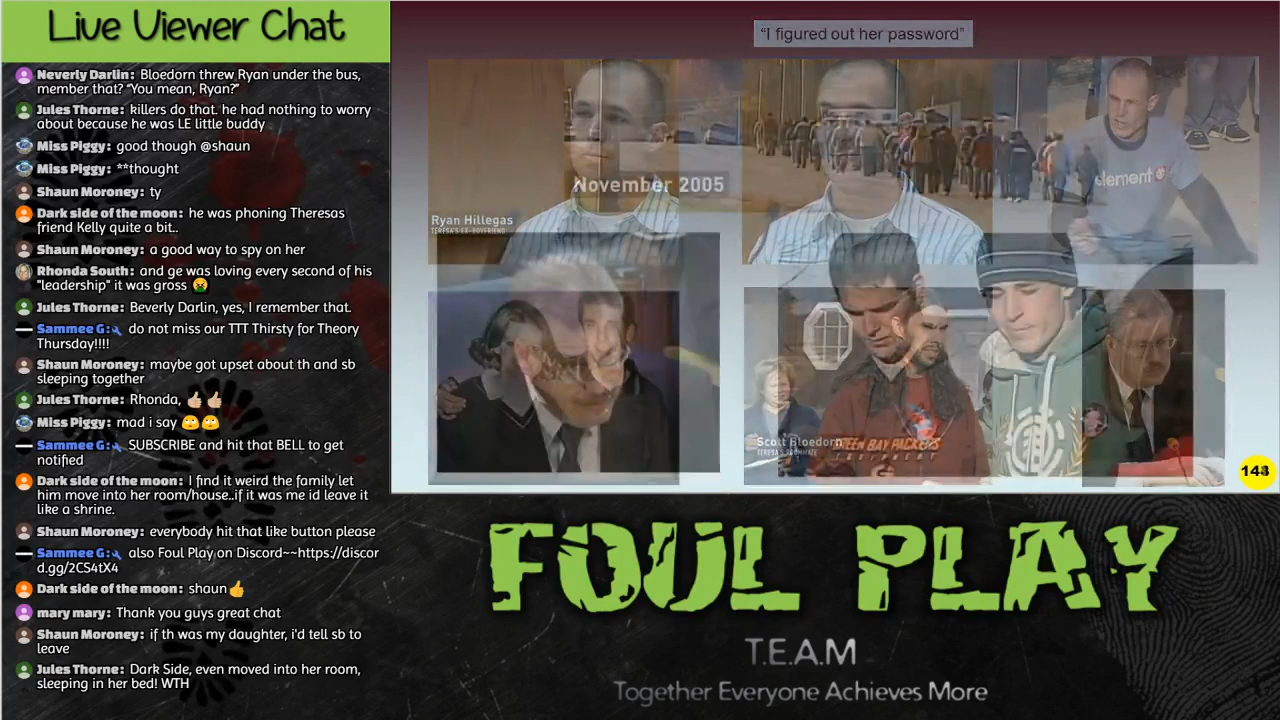 Live Viewer Chat
Neverly Darlin: Bloedorn threw Ryan under the bus,
member that? "You mean, Ryan?"
Jules Thorne: killers do that. he had nothing to worry
about because he was LE little buddy
Miss Piggy: good though @shaun
Miss Piggy: **thought
Shaun Moroney: ty
Dark side of the moon: he was phoning Theresas
friend Kelly quite a bit..
Shaun Moroney: a good way to spy on her
Rhonda South: and ge was loving every second of his
"leadership" it was gross 🤮
Jules Thorne: Beverly Darlin, yes, I remember that.
Sammee G: do not miss our TTT Thirsty for Theory
Thursday!!!!
Shaun Moroney: maybe got upset about th and sb
sleeping together
Jules Thorne: Rhonda, 👍🏼👍🏼
Miss Piggy: mad i say 🙄🙄
Sammee G: SUBSCRIBE and hit that BELL to get
notified
Dark side of the moon: I find it weird the family let
him move into her room/house..if it was me id leave it
like a shrine.
Shaun Moroney: everybody hit that like button please
Sammee G: also Foul Play on Discord~~https://discor
d.gg/2CS4tX4
Dark side of the moon: shaun👍
mary mary: Thank you guys great chat
Shaun Moroney: if th was my daughter, i'd tell sb to
leave
Jules Thorne: Dark Side, even moved into her room,
sleeping in her bed! WTH
"I figured out her password"
November 2005
Ryan Hillegas
TERESA'S EX-BOYFRIEND
element
Scott Bloedorn
TERESA'S ROOMMATE
GREEN BAY PACKERS
FOUL PLAY
T.E.A.M
Together Everyone Achieves More